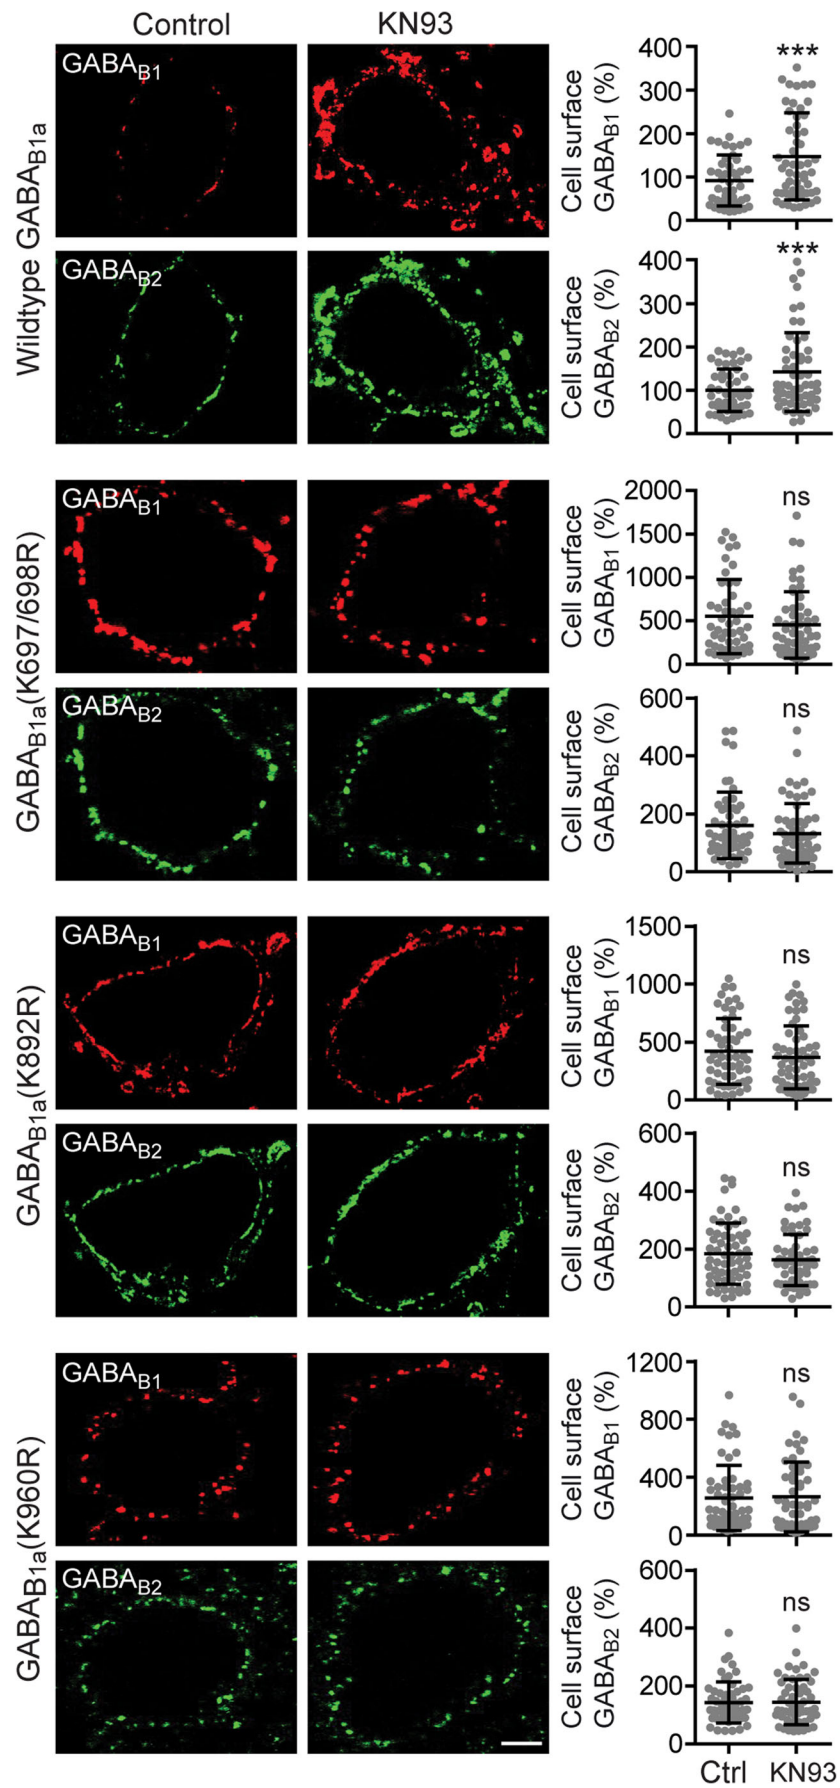 Control KN93
Wildtype GABAB1a
GABAB1
Cell surface
GABAB1 (%)
400
300
200
100
0
***
GABAB2
Cell surface
GABAB2 (%)
400
300
200
100
0
***
GABAB1a(K697/698R)
GABAB1
Cell surface
GABAB1 (%)
2000
1500
1000
500
0
ns
GABAB2
Cell surface
GABAB2 (%)
600
400
200
0
ns
GABAB1a(K892R)
GABAB1
Cell surface
GABAB1 (%)
1500
1000
500
0
ns
GABAB2
Cell surface
GABAB2 (%)
600
400
200
0
ns
GABAB1a(K960R)
GABAB1
Cell surface
GABAB1 (%)
1200
800
400
0
ns
GABAB2
Cell surface
GABAB2 (%)
600
400
200
0
ns
Ctrl KN93